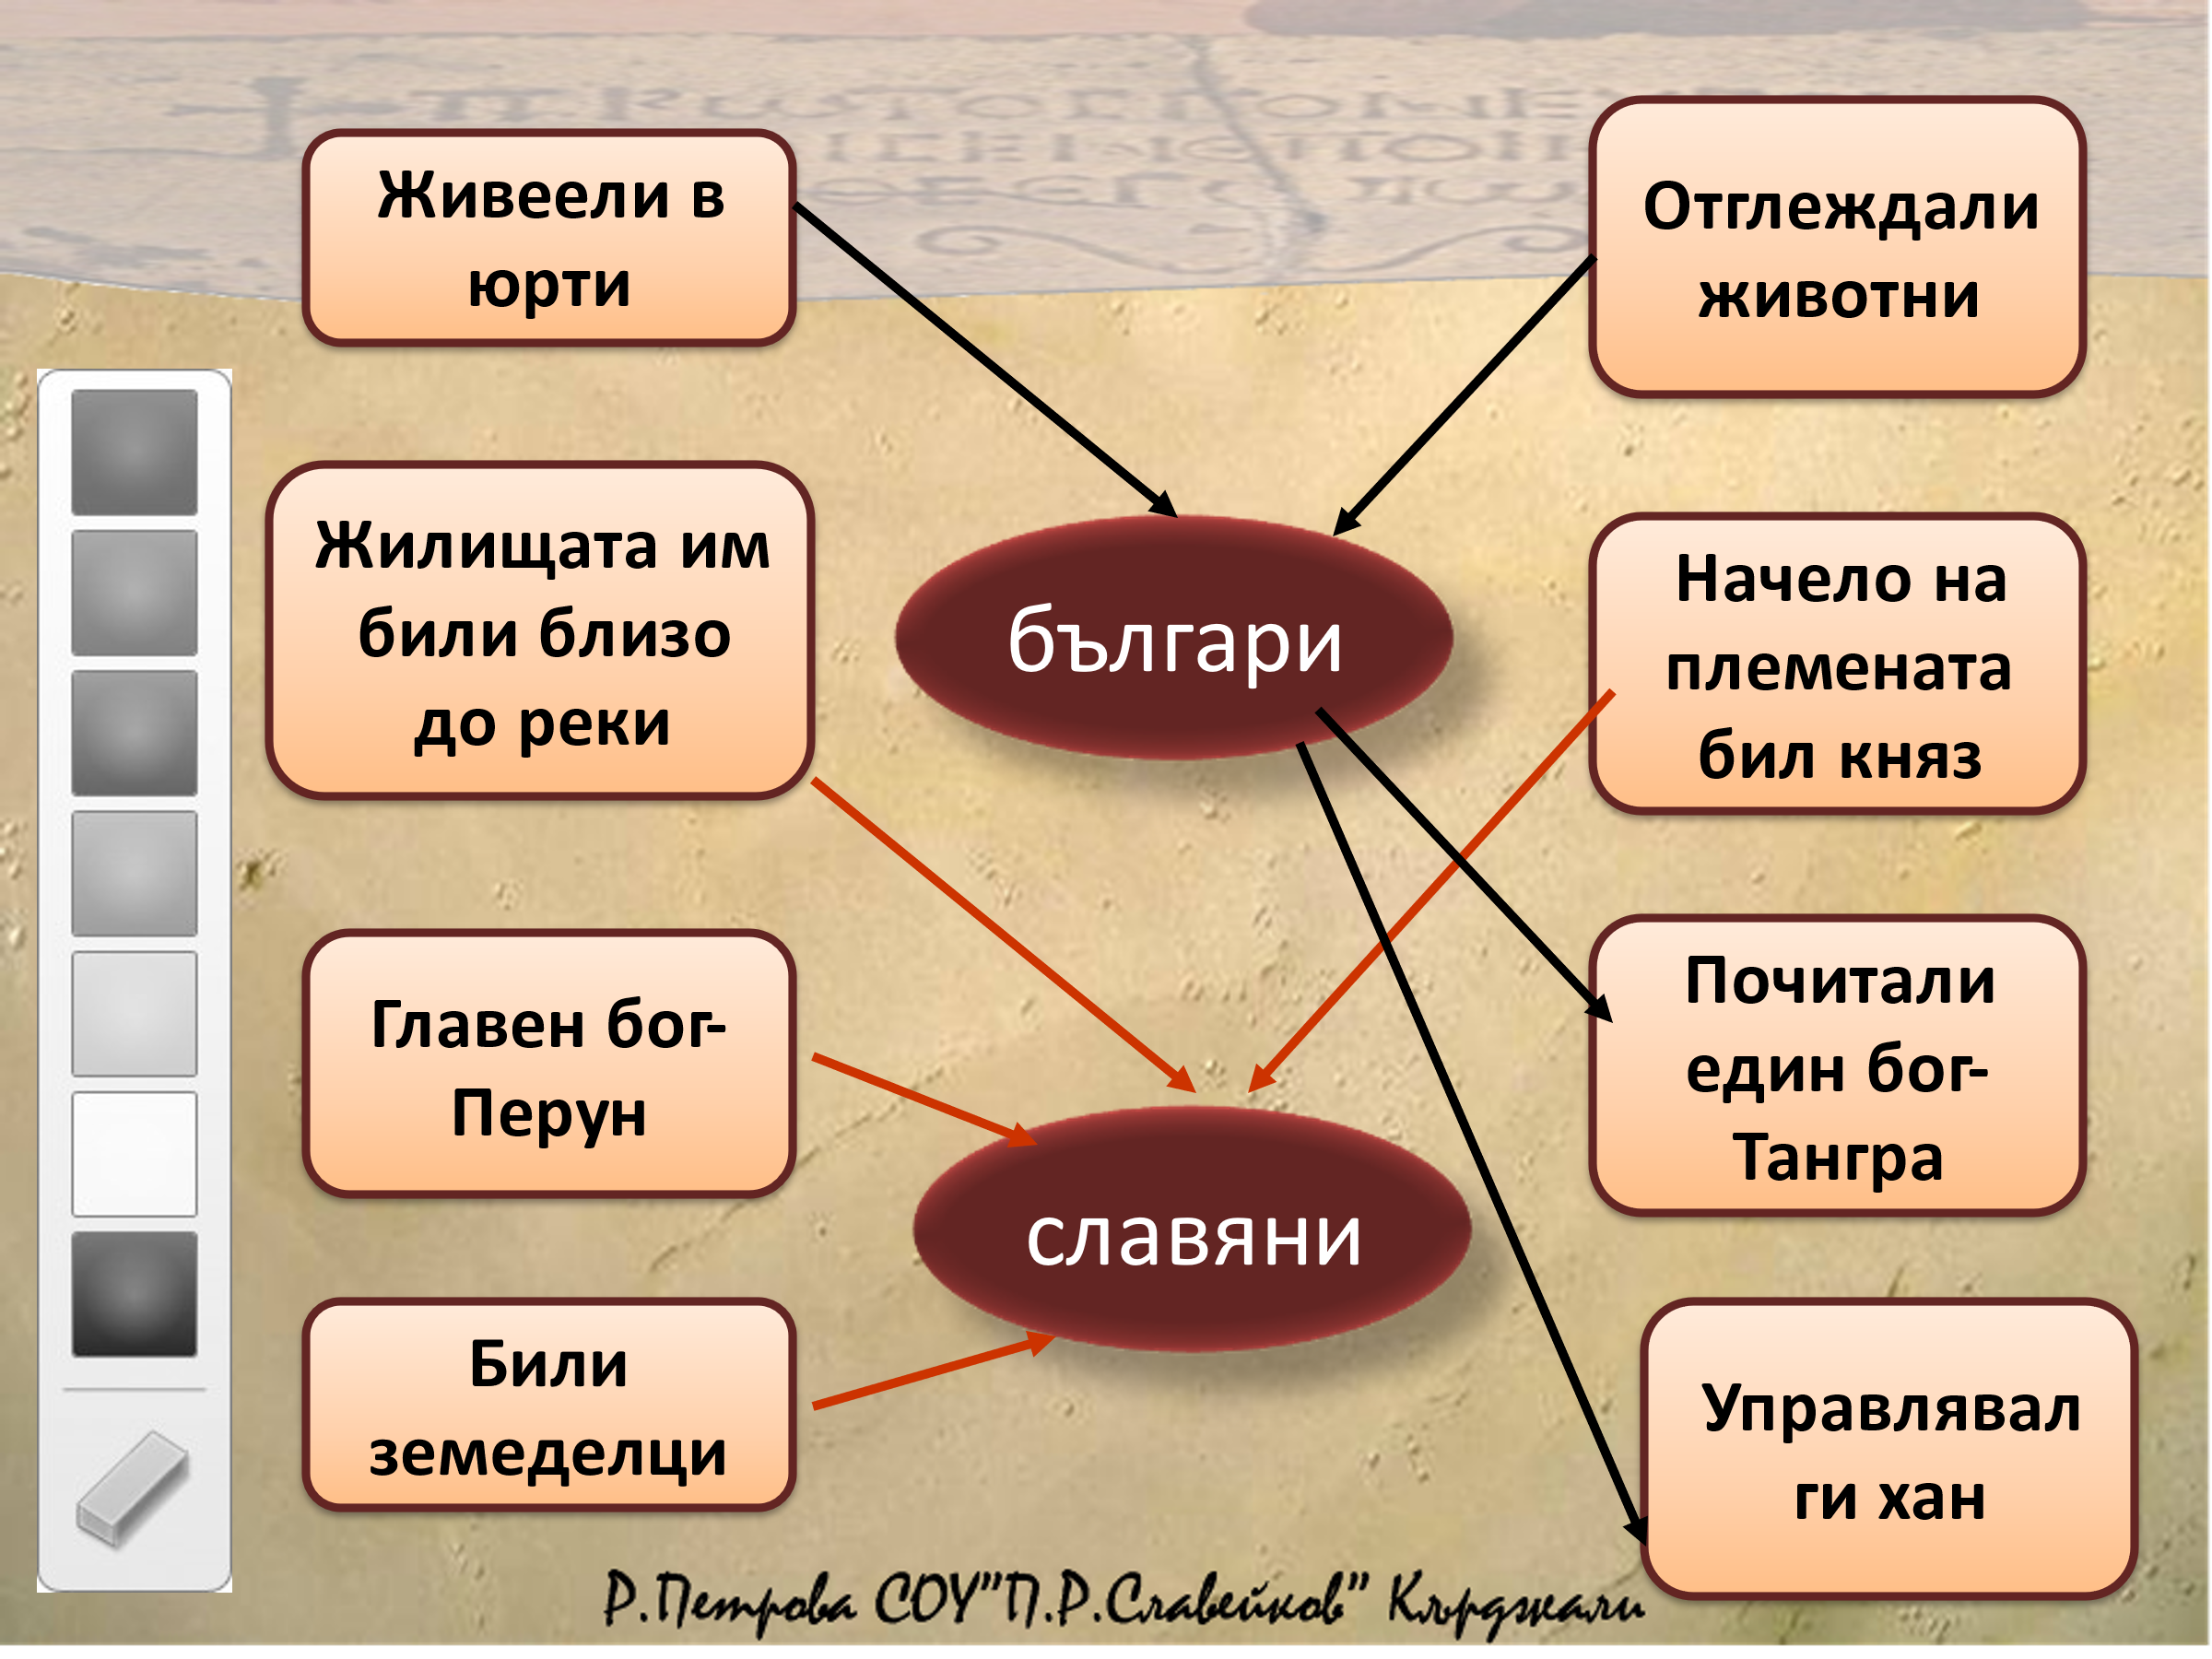 Живеели в
юрти
Отглеждали
животни
Жилищата им
били близо
до реки
българи
Начело на
племената
бил княз
Главен бог-
Перун
Почитали
един бог-
Тангра
славяни
Били
земеделци
Управлявал
ги хан
Р.Петрова СОУ"П.Р.Славейков" Кърджали